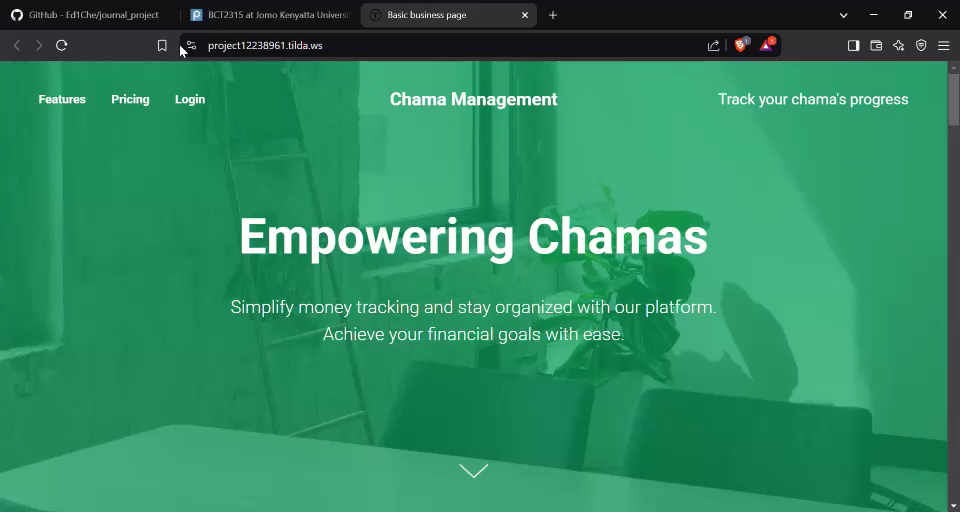 GitHub - Ed1Che/journal_project
BCT2315 at Jomo Kenyatta Universi
Basic business page
project12238961.tilda.ws
Features
Pricing
Login
Chama Management
Track your chama's progress
Empowering Chamas
Simplify money tracking and stay organized with our platform.
Achieve your financial goals with ease.